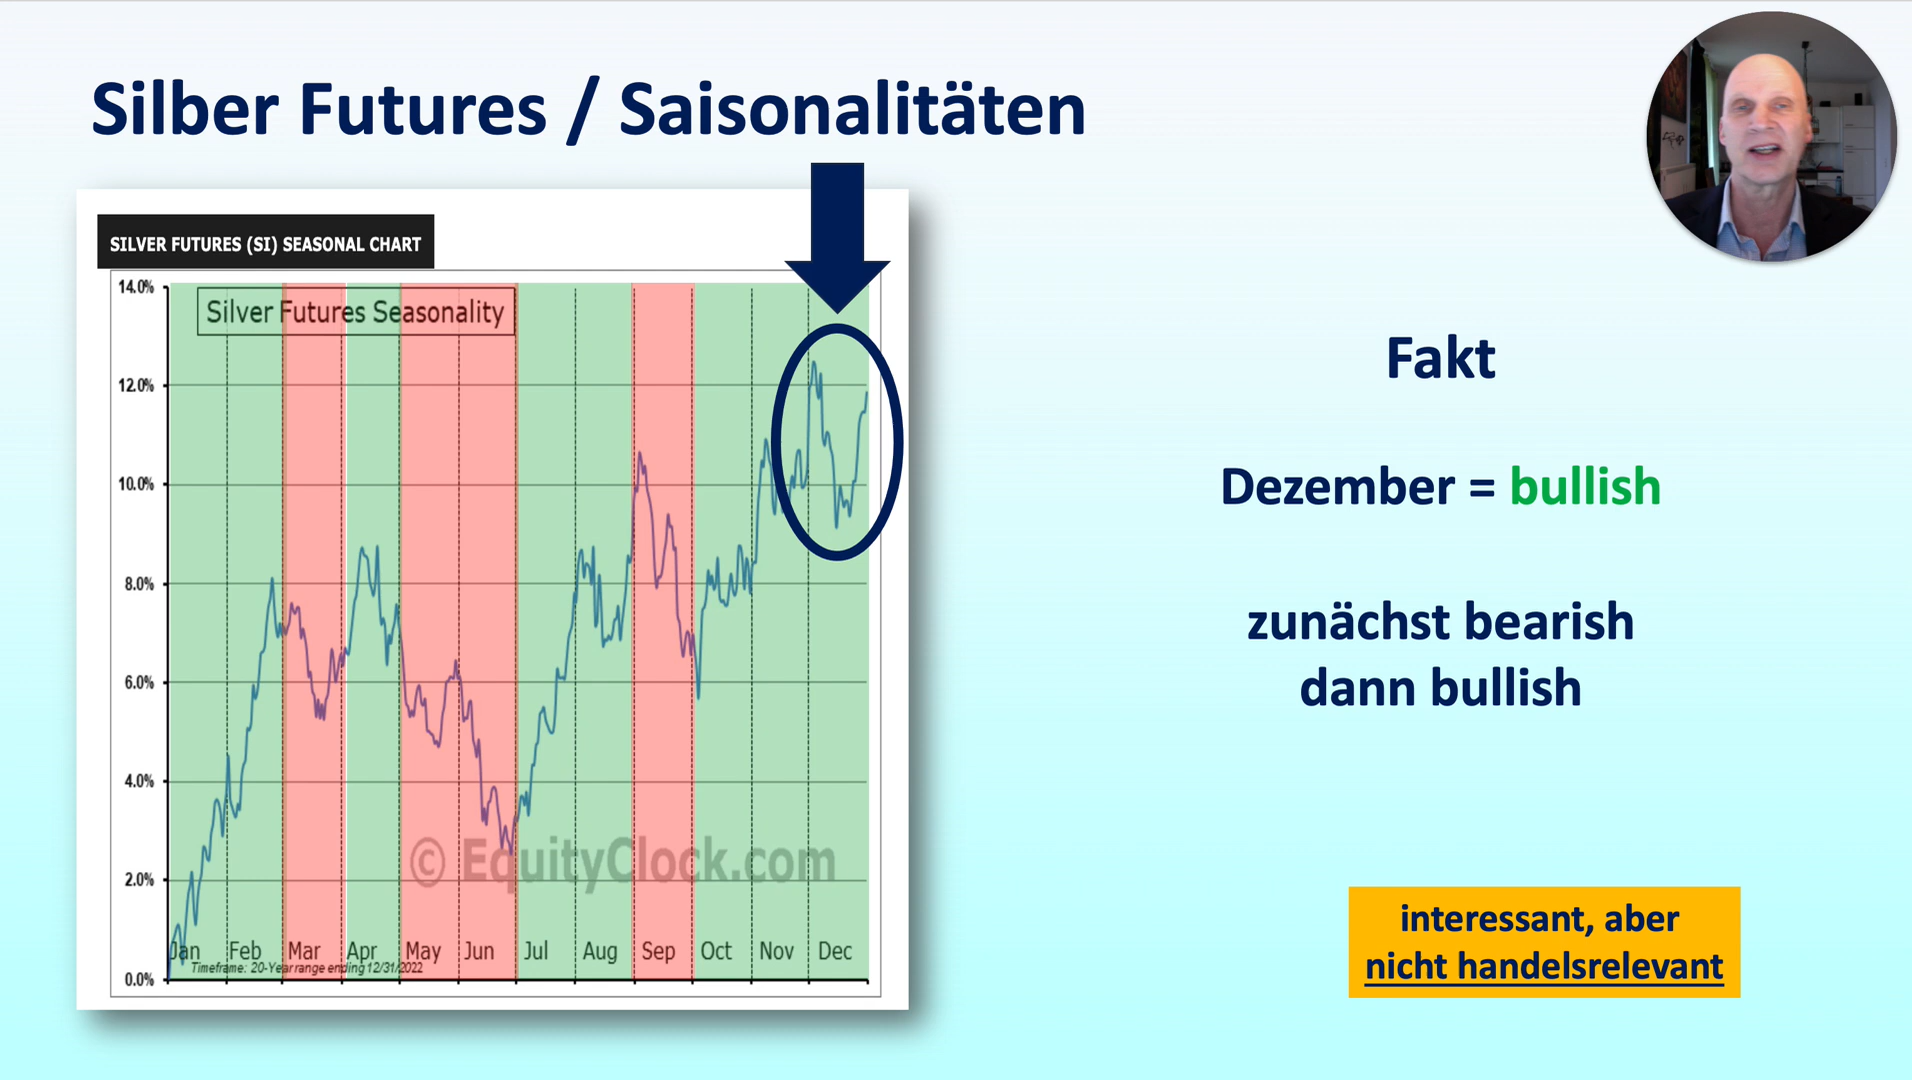 Silber Futures / Saisonalitäten
SILVER FUTURES (SI) SEASONAL CHART
Silver Futures Seasonality
14.0%
12.0%
10.0%
8.0%
6.0%
4.0%
2.0%
0.0%
© EquityClock.com
Jan Feb Mar Apr May Jun Jul Aug Sep Oct Nov Dec
Timeframe: 20-Year range ending 12/31/2022
Fakt
Dezember = bullish
zunächst bearish
dann bullish
interessant, aber
nicht handelsrelevant